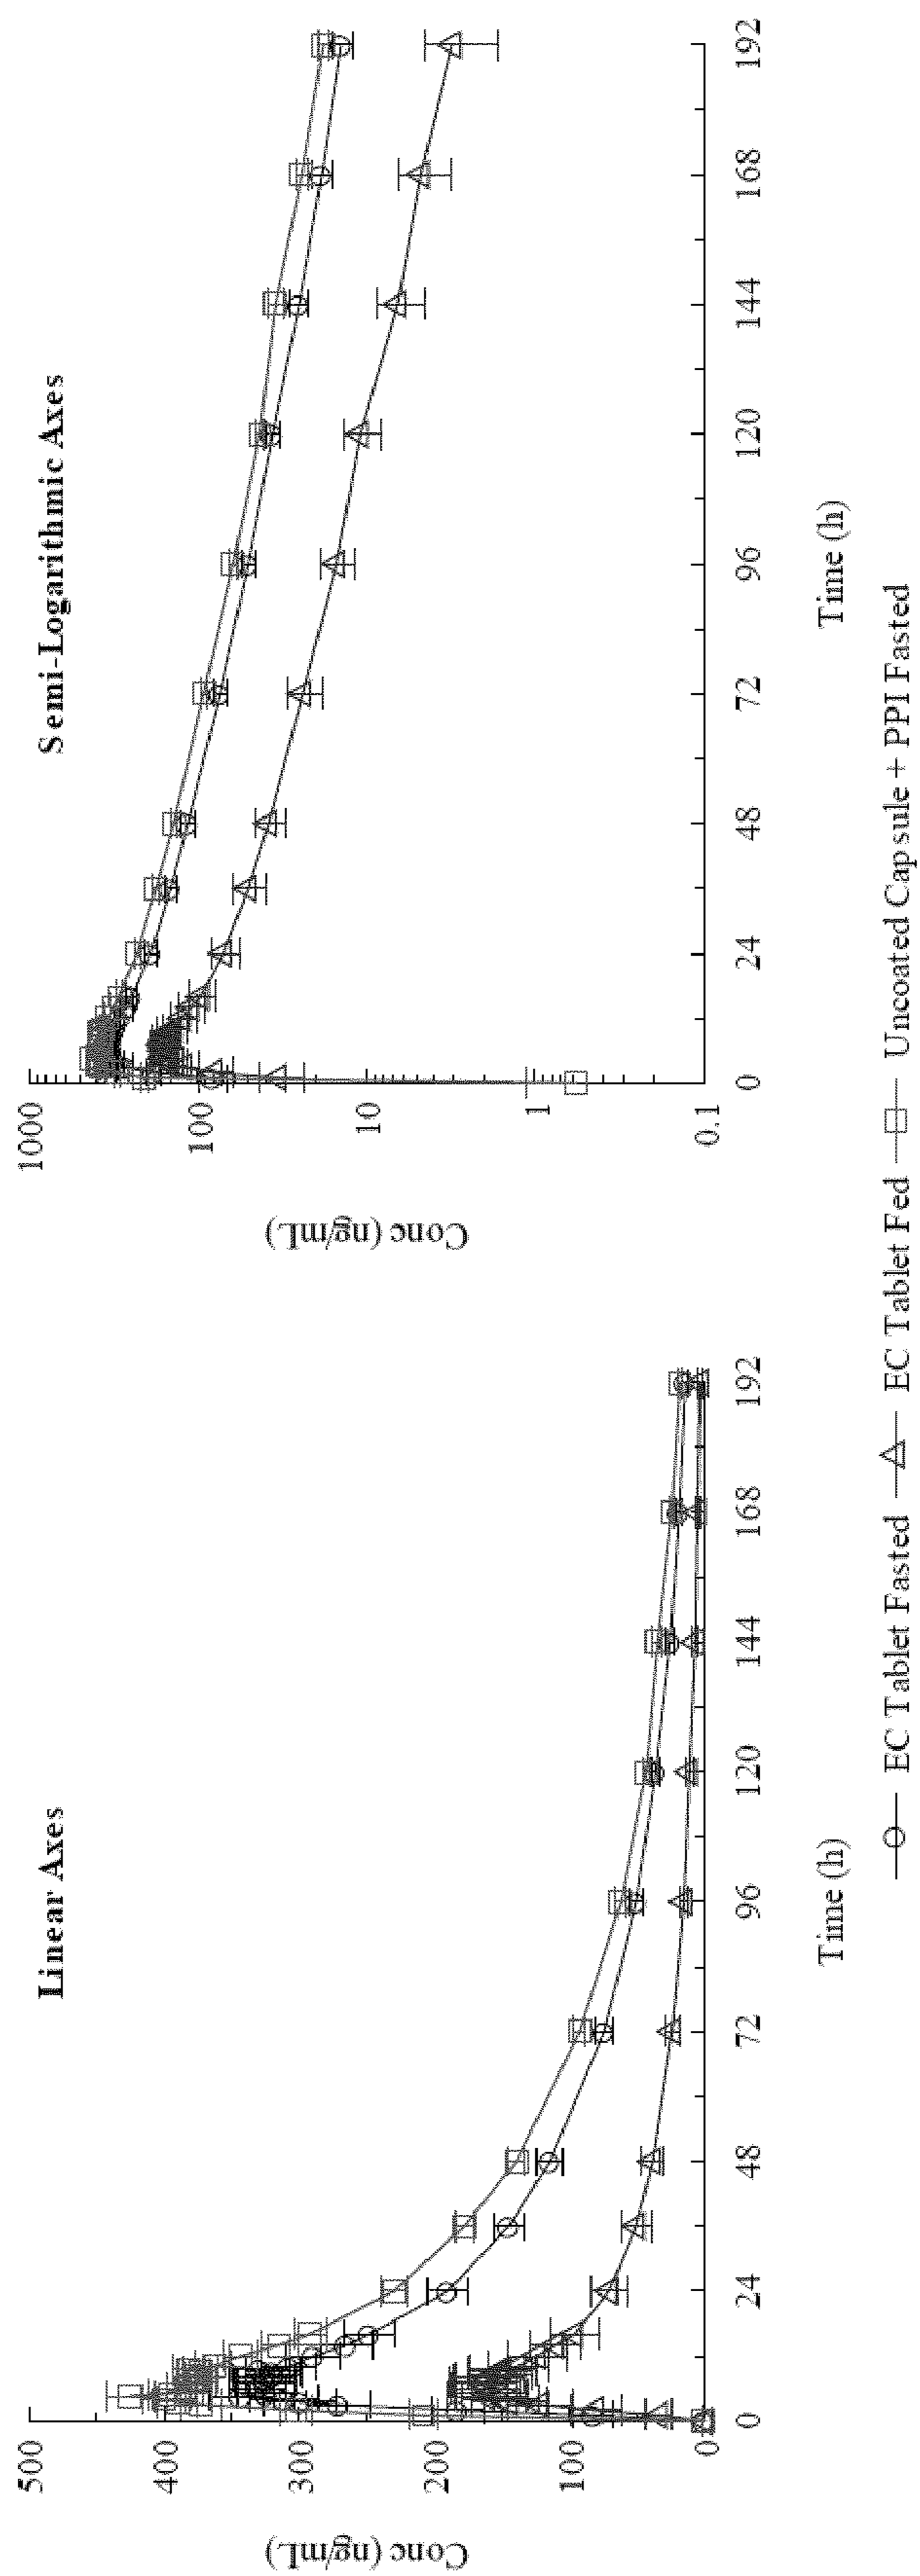 Linear Axes
500
400
300
200
100
0
Conc (ng/mL)
0 24 48 72 96 120 144 168 192
Time (h)
Semi-Logarithmic Axes
1000
100
10
1
0.1
Conc (ng/mL)
0 24 48 72 96 120 144 168 192
Time (h)
EC Tablet Fasted EC Tablet Fed Uncoated Capsule + PPI Fasted